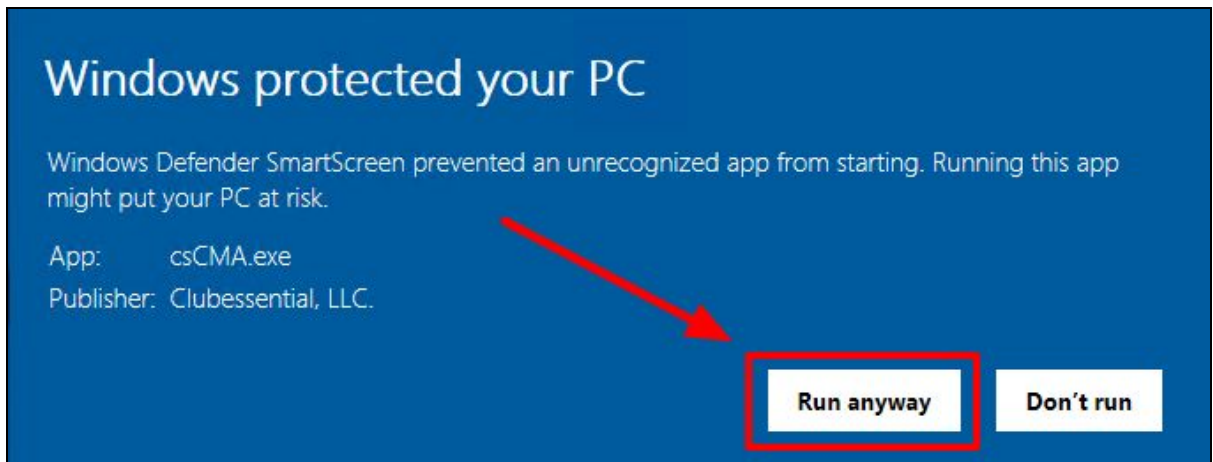 Windows protected your PC
Windows Defender SmartScreen prevented an unrecognized app from starting. Running this app
might put your PC at risk.
App: csCMA.exe
Publisher: Clubessential, LLC.
Run anyway Don't run